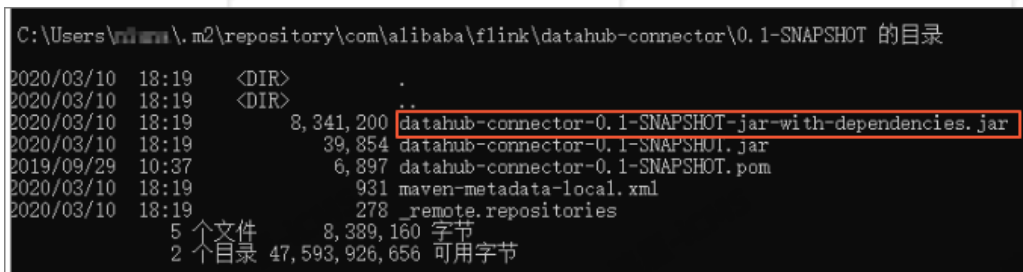 C:\Users\\.m2\repository\com\alibaba\flink\datahub-connector\0.1-SNAPSHOT 的目录
2020/03/10 18:19 <DIR> .
2020/03/10 18:19 <DIR> ..
2020/03/10 18:19 8,341,200 datahub-connector-0.1-SNAPSHOT-jar-with-dependencies.jar
2020/03/10 18:19 39,854 datahub-connector-0.1-SNAPSHOT.jar
2019/09/29 10:37 6,897 datahub-connector-0.1-SNAPSHOT.pom
2020/03/10 18:19 931 maven-metadata-local.xml
2020/03/10 18:19 278 _remote.repositories
5 个文件 8,389,160 字节
2 个目录 47,593,926,656 可用字节